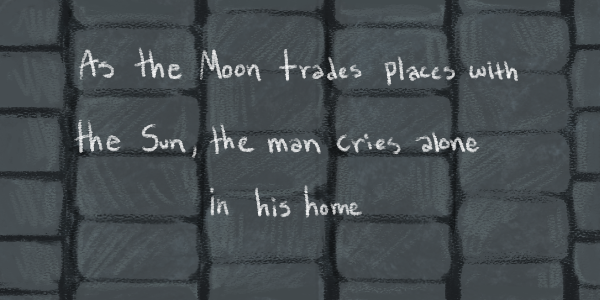 As the Moon trades places with
the Sun, the man cries alone
in his home